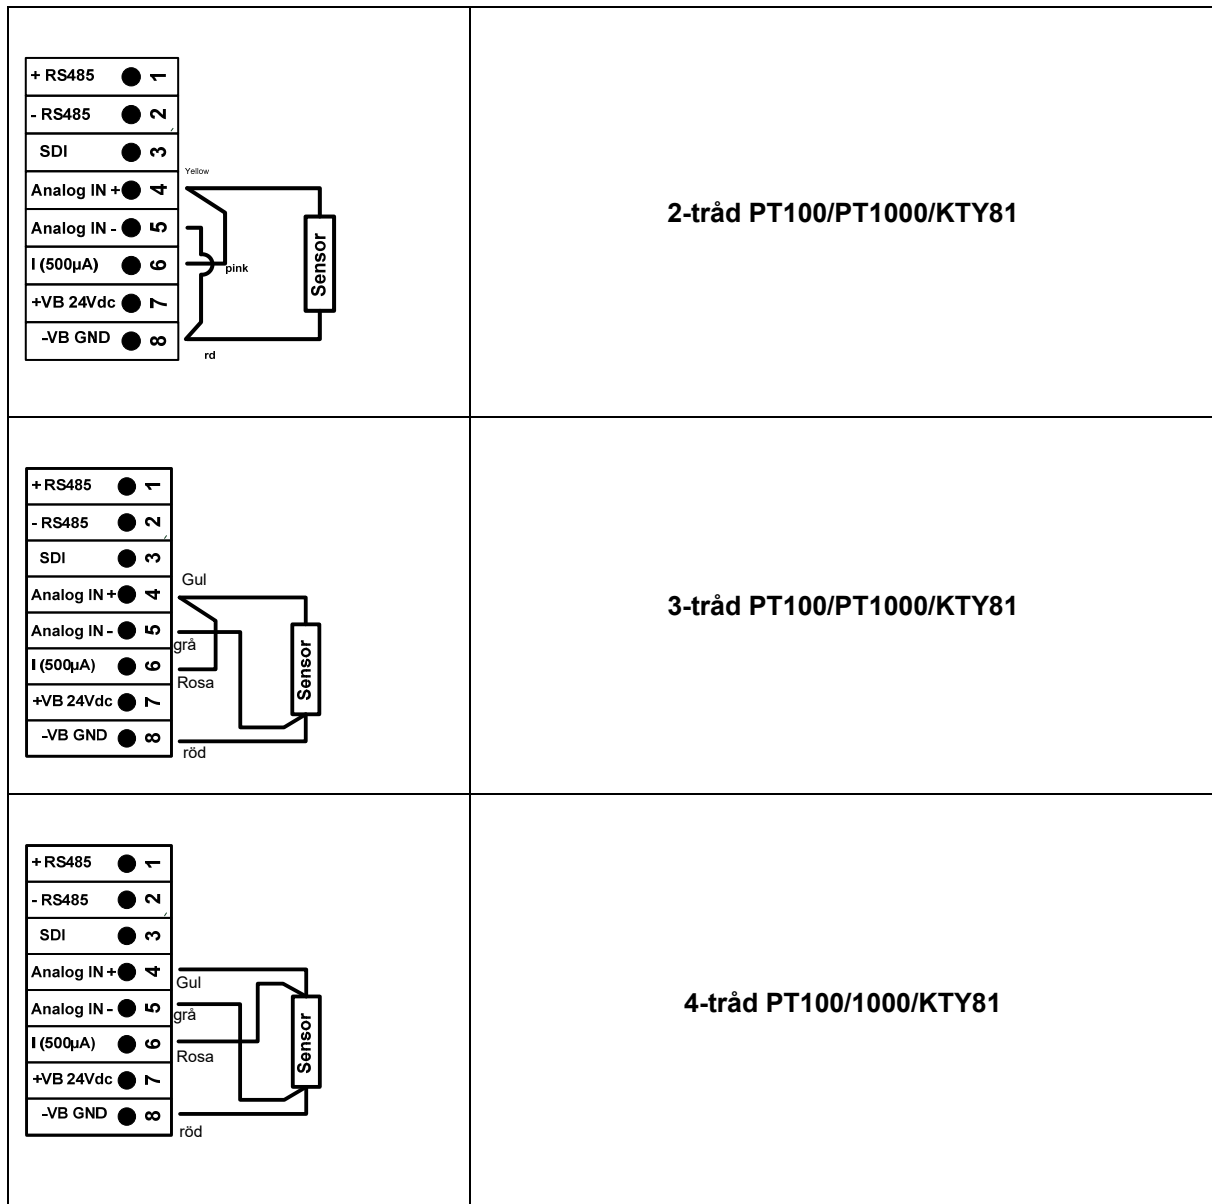 + RS485 1
- RS485 2
SDI 3
Yellow
Analog IN + 4
Analog IN - 5
I (500µA) 6
pink
+VB 24Vdc 7
-VB GND 8
rd
Sensor
2-tråd PT100/PT1000/KTY81
+ RS485 1
- RS485 2
SDI 3
Gul
Analog IN + 4
Analog IN - 5
grå
I (500µA) 6
Rosa
+VB 24Vdc 7
-VB GND 8
röd
Sensor
3-tråd PT100/PT1000/KTY81
+ RS485 1
- RS485 2
SDI 3
Analog IN + 4
Gul
Analog IN - 5
grå
I (500µA) 6
Rosa
+VB 24Vdc 7
-VB GND 8
röd
Sensor
4-tråd PT100/1000/KTY81